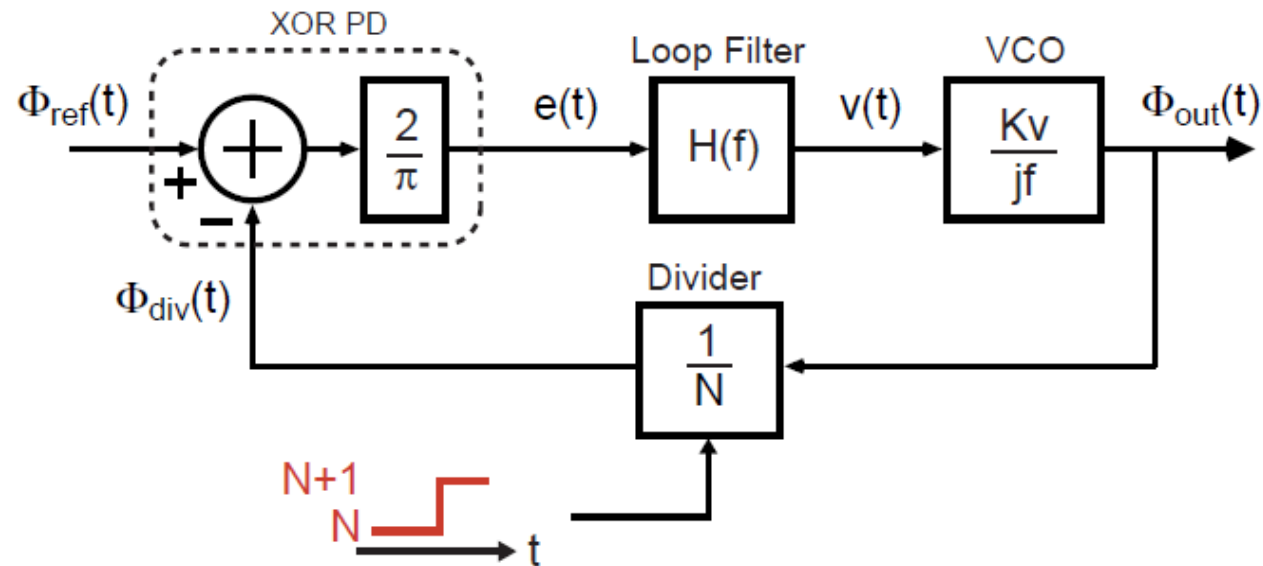 XOR PD
Loop Filter
VCO
Φref(t)
+
+
−
2
π
e(t)
H(f)
v(t)
Kv
jf
Φout(t)
Φdiv(t)
Divider
1
N
N+1
N
t